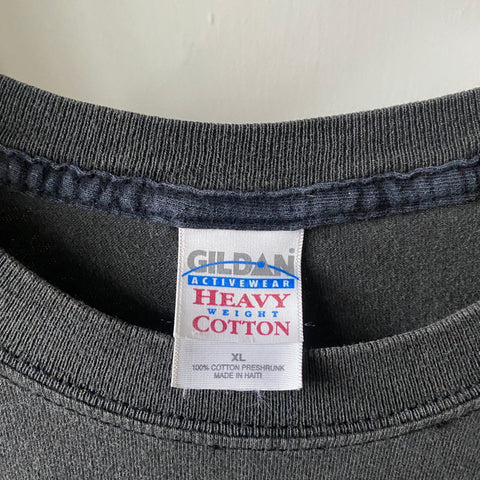 GILDAN
ACTIVEWEAR
HEAVY
WEIGHT
COTTON
XL
100% COTTON PRESHRUNK
MADE IN HAITI